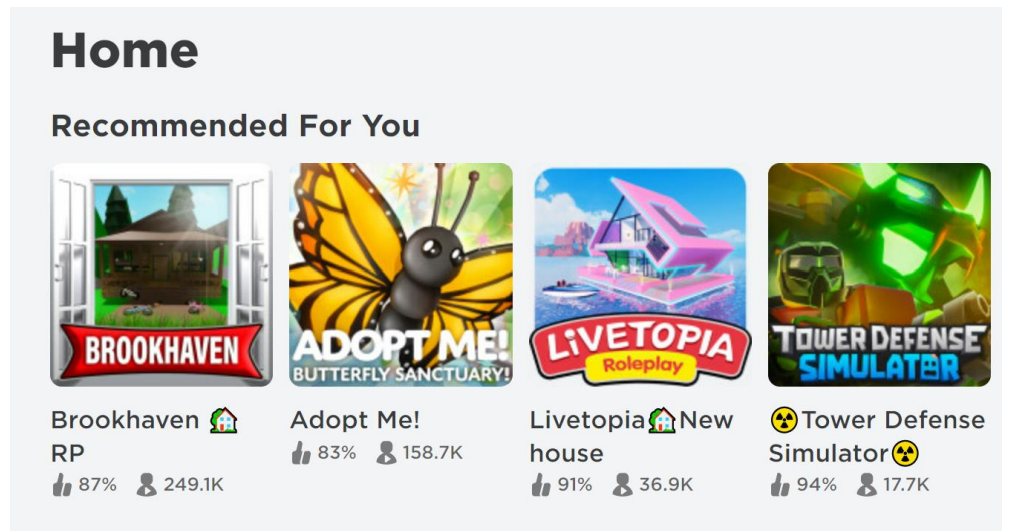 Home
Recommended For You
BROOKHAVEN
ADOPT ME!
BUTTERFLY SANCTUARY!
LIVETOPIA
Roleplay
TOWER DEFENSE
SIMULATOR
Brookhaven 🏡
RP
87% 249.1K
Adopt Me!
83% 158.7K
Livetopia🏡New
house
91% 36.9K
☢️Tower Defense
Simulator☢️
94% 17.7K